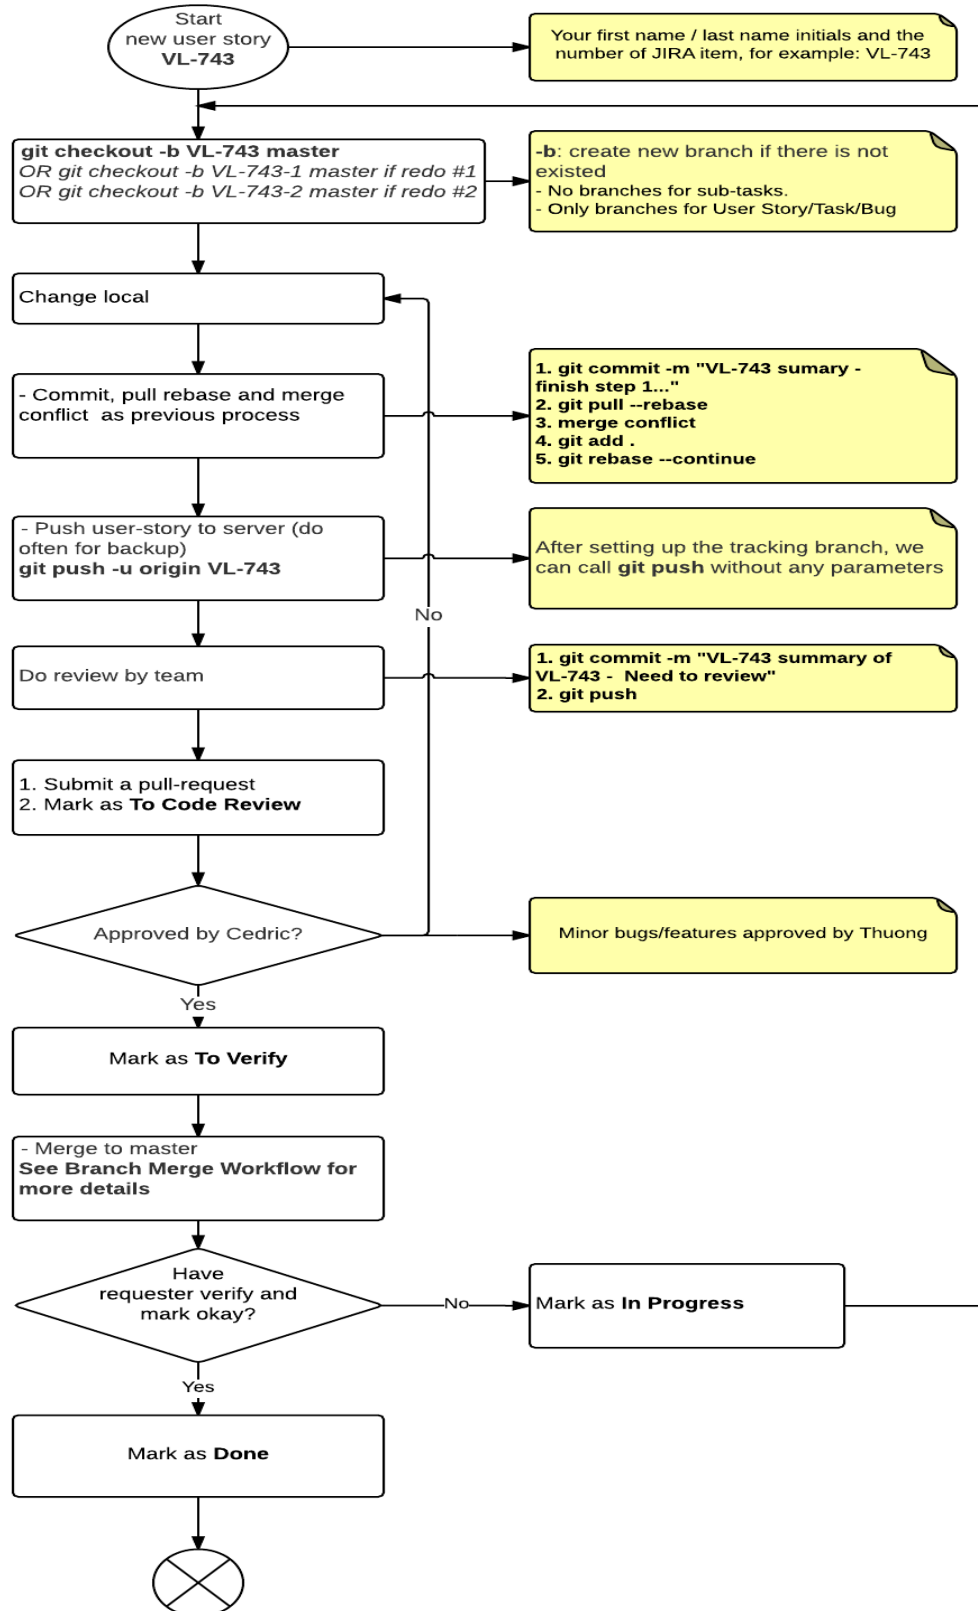 Start
new user story
VL-743
Your first name / last name initials and the
number of JIRA item, for example: VL-743
git checkout -b VL-743 master
OR git checkout -b VL-743-1 master if redo #1
OR git checkout -b VL-743-2 master if redo #2
-b: create new branch if there is not
existed
- No branches for sub-tasks.
- Only branches for User Story/Task/Bug
Change local
- Commit, pull rebase and merge
conflict as previous process
1. git commit -m "VL-743 sumary -
finish step 1..."
2. git pull --rebase
3. merge conflict
4. git add .
5. git rebase --continue
- Push user-story to server (do
often for backup)
git push -u origin VL-743
After setting up the tracking branch, we
can call git push without any parameters
No
Do review by team
1. git commit -m "VL-743 summary of
VL-743 - Need to review"
2. git push
1. Submit a pull-request
2. Mark as To Code Review
Approved by Cedric?
Minor bugs/features approved by Thuong
Yes
Mark as To Verify
- Merge to master
See Branch Merge Workflow for
more details
Have
requester verify and
mark okay?
No
Mark as In Progress
Yes
Mark as Done